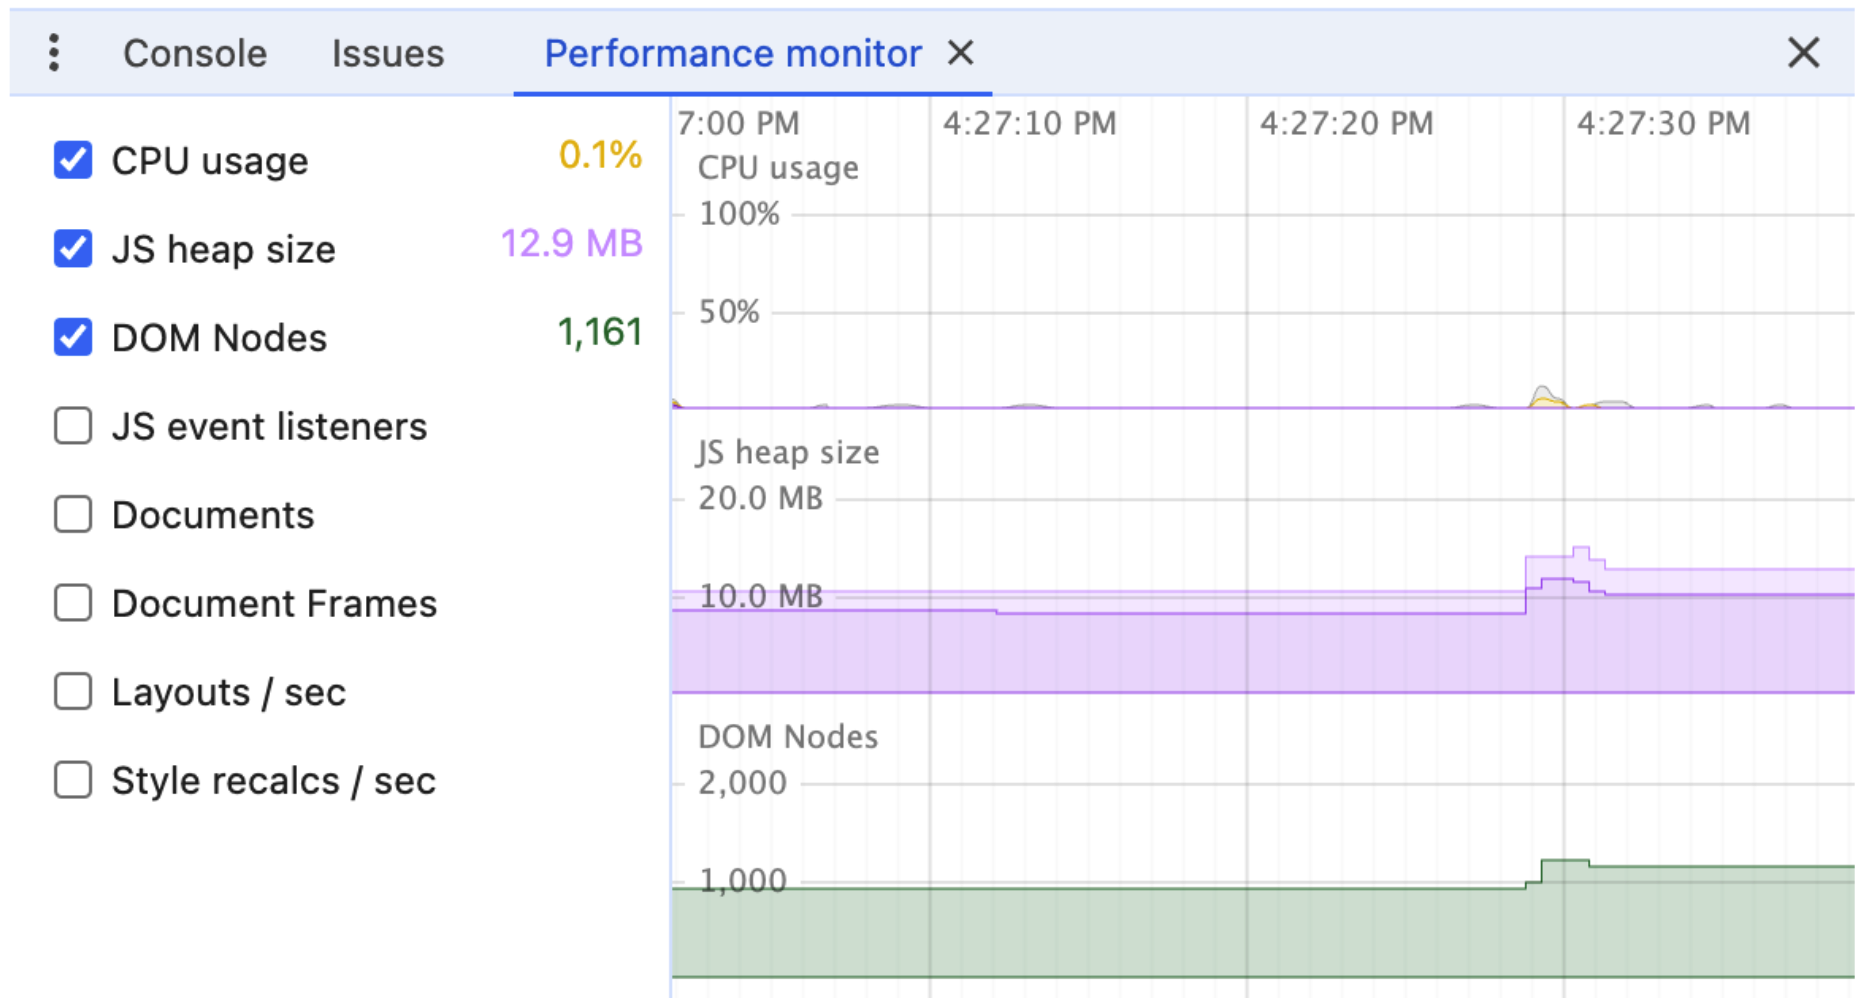 Console Issues Performance monitor
7:00 PM 4:27:10 PM 4:27:20 PM 4:27:30 PM
CPU usage 0.1%
JS heap size 12.9 MB
DOM Nodes 1,161
JS event listeners
Documents
Document Frames
Layouts / sec
Style recalcs / sec
CPU usage
100%
50%
JS heap size
20.0 MB
10.0 MB
DOM Nodes
2,000
1,000